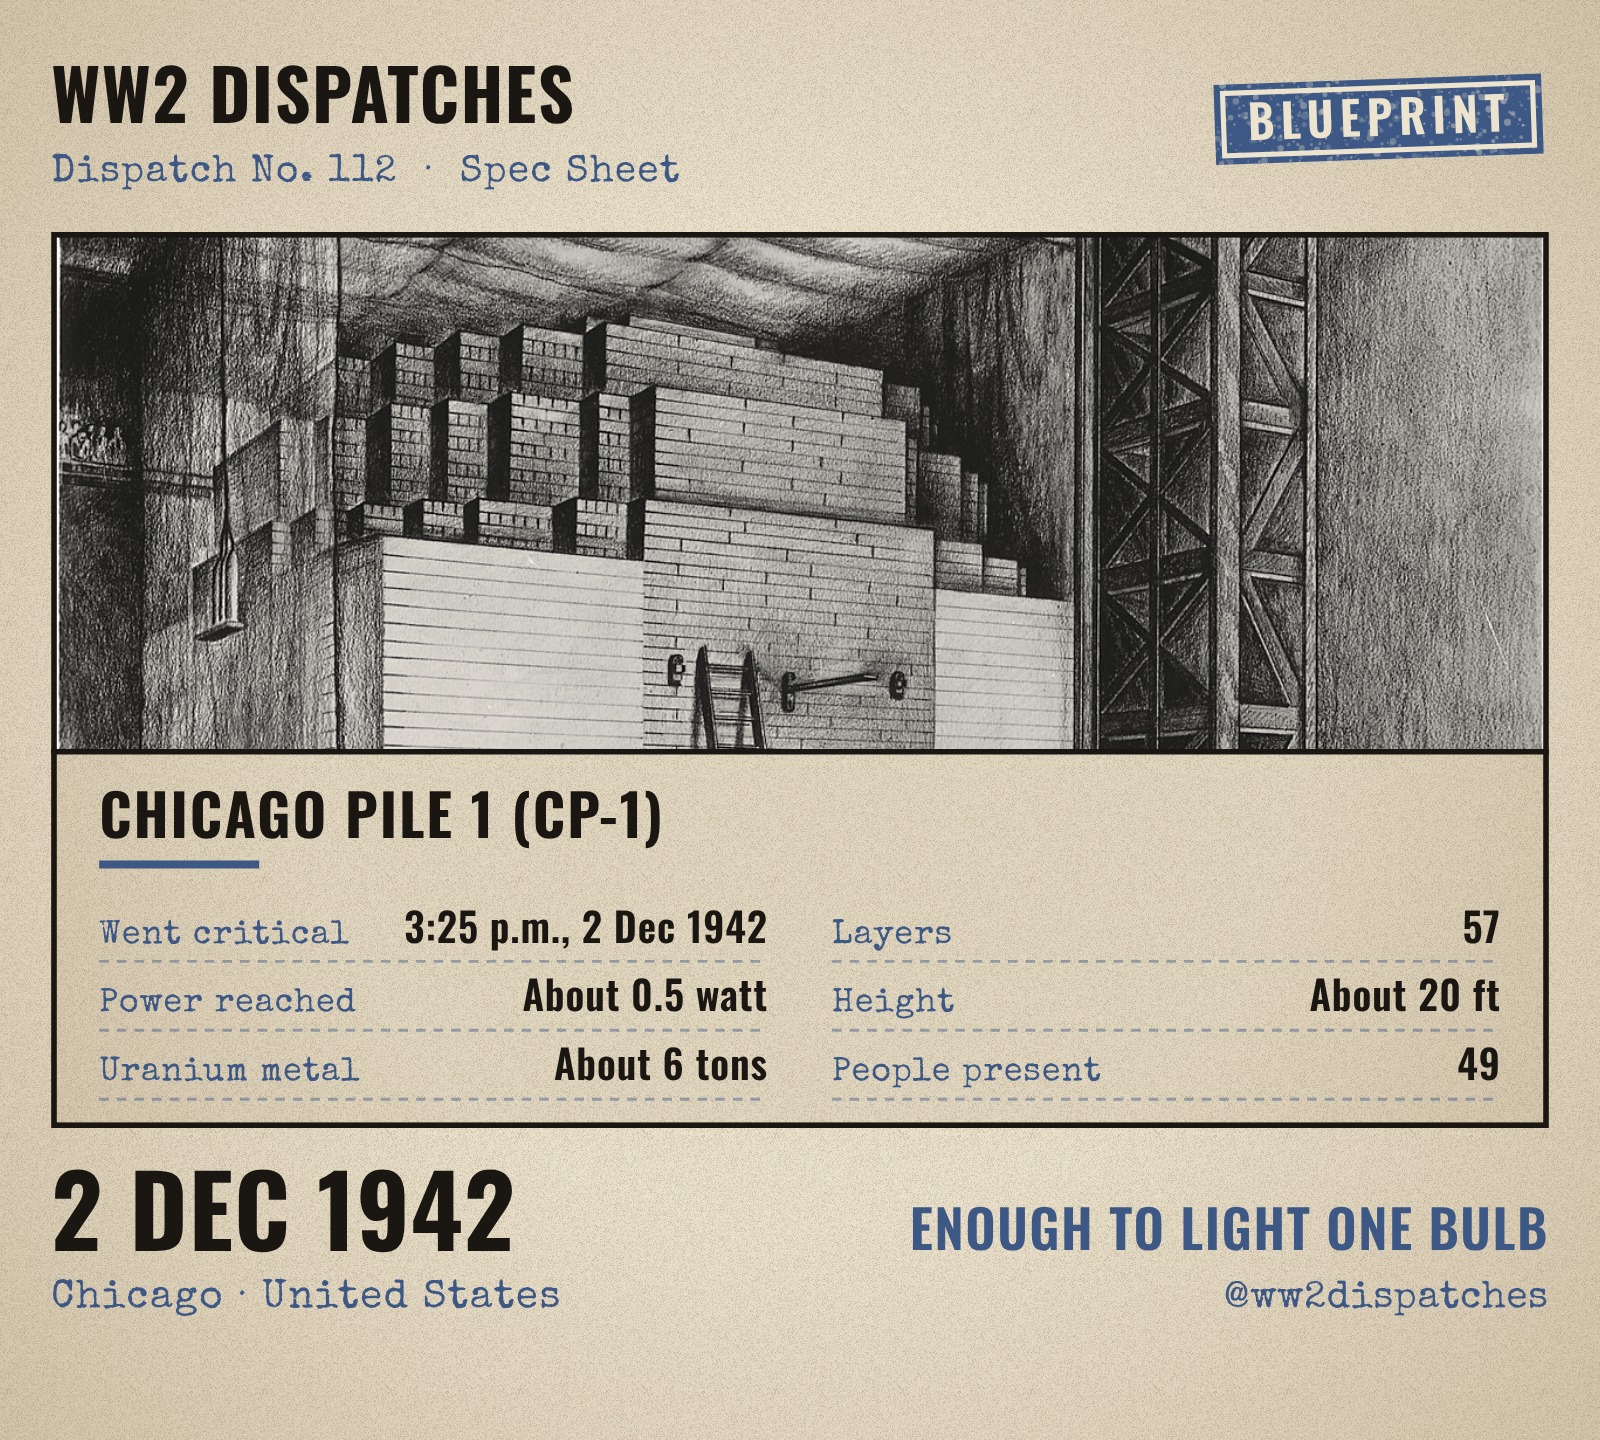 WW2 DISPATCHES
Dispatch No. 112 · Spec Sheet
BLUEPRINT
CHICAGO PILE 1 (CP-1)
Went critical 3:25 p.m., 2 Dec 1942
Layers 57
Power reached About 0.5 watt
Height About 20 ft
Uranium metal About 6 tons
People present 49
2 DEC 1942
Chicago · United States
ENOUGH TO LIGHT ONE BULB
@ww2dispatches